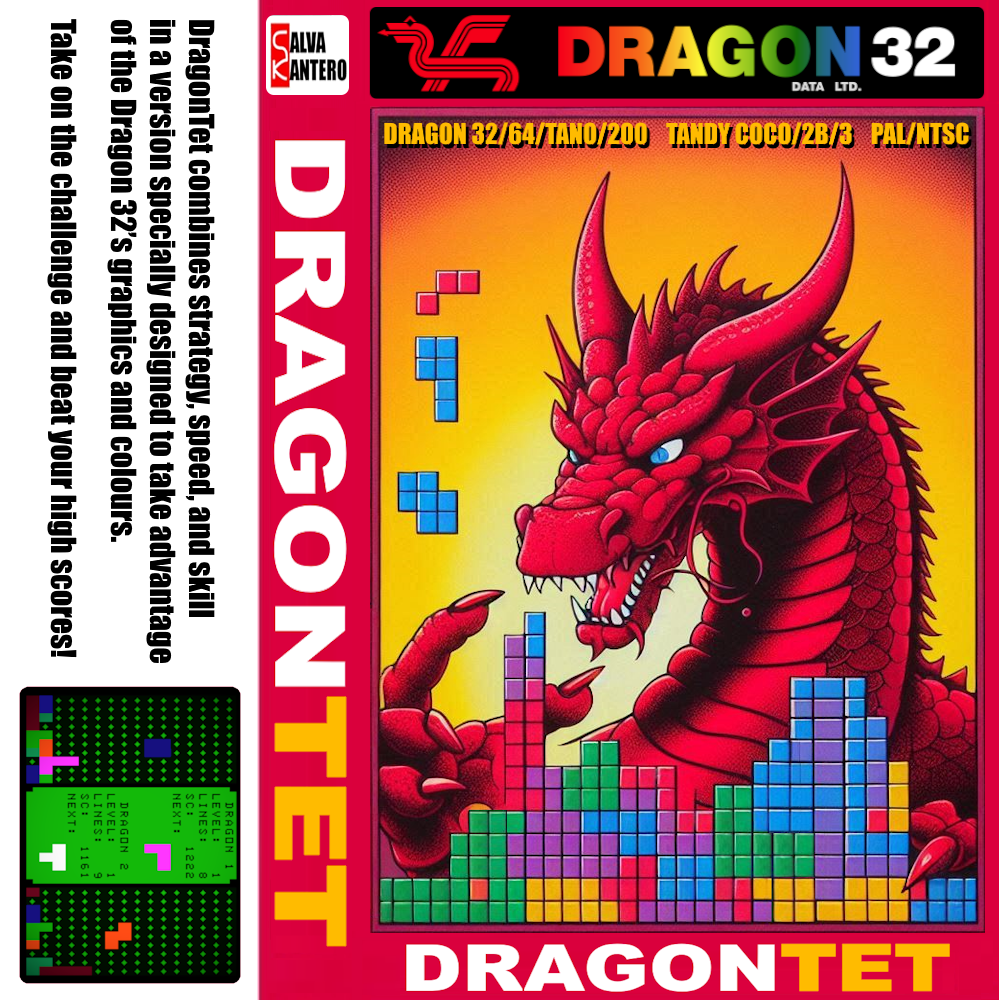 DragonTet combines strategy, speed, and skill
in a version specially designed to take advantage
of the Dragon 32's graphics and colours.
Take on the challenge and beat your high scores!
DRAGON 1
LEVEL: 1
LINES: 8
SC: 1222
NEXT:
DRAGON 2
LEVEL: 1
LINES: 9
SC: 1161
NEXT:
SALVA
KANTERO
DRAGONTET
DRAGON 32
DATA LTD.
DRAGON 32/64/TANO/200 TANDY COCO/2B/3 PAL/NTSC
DRAGONTET